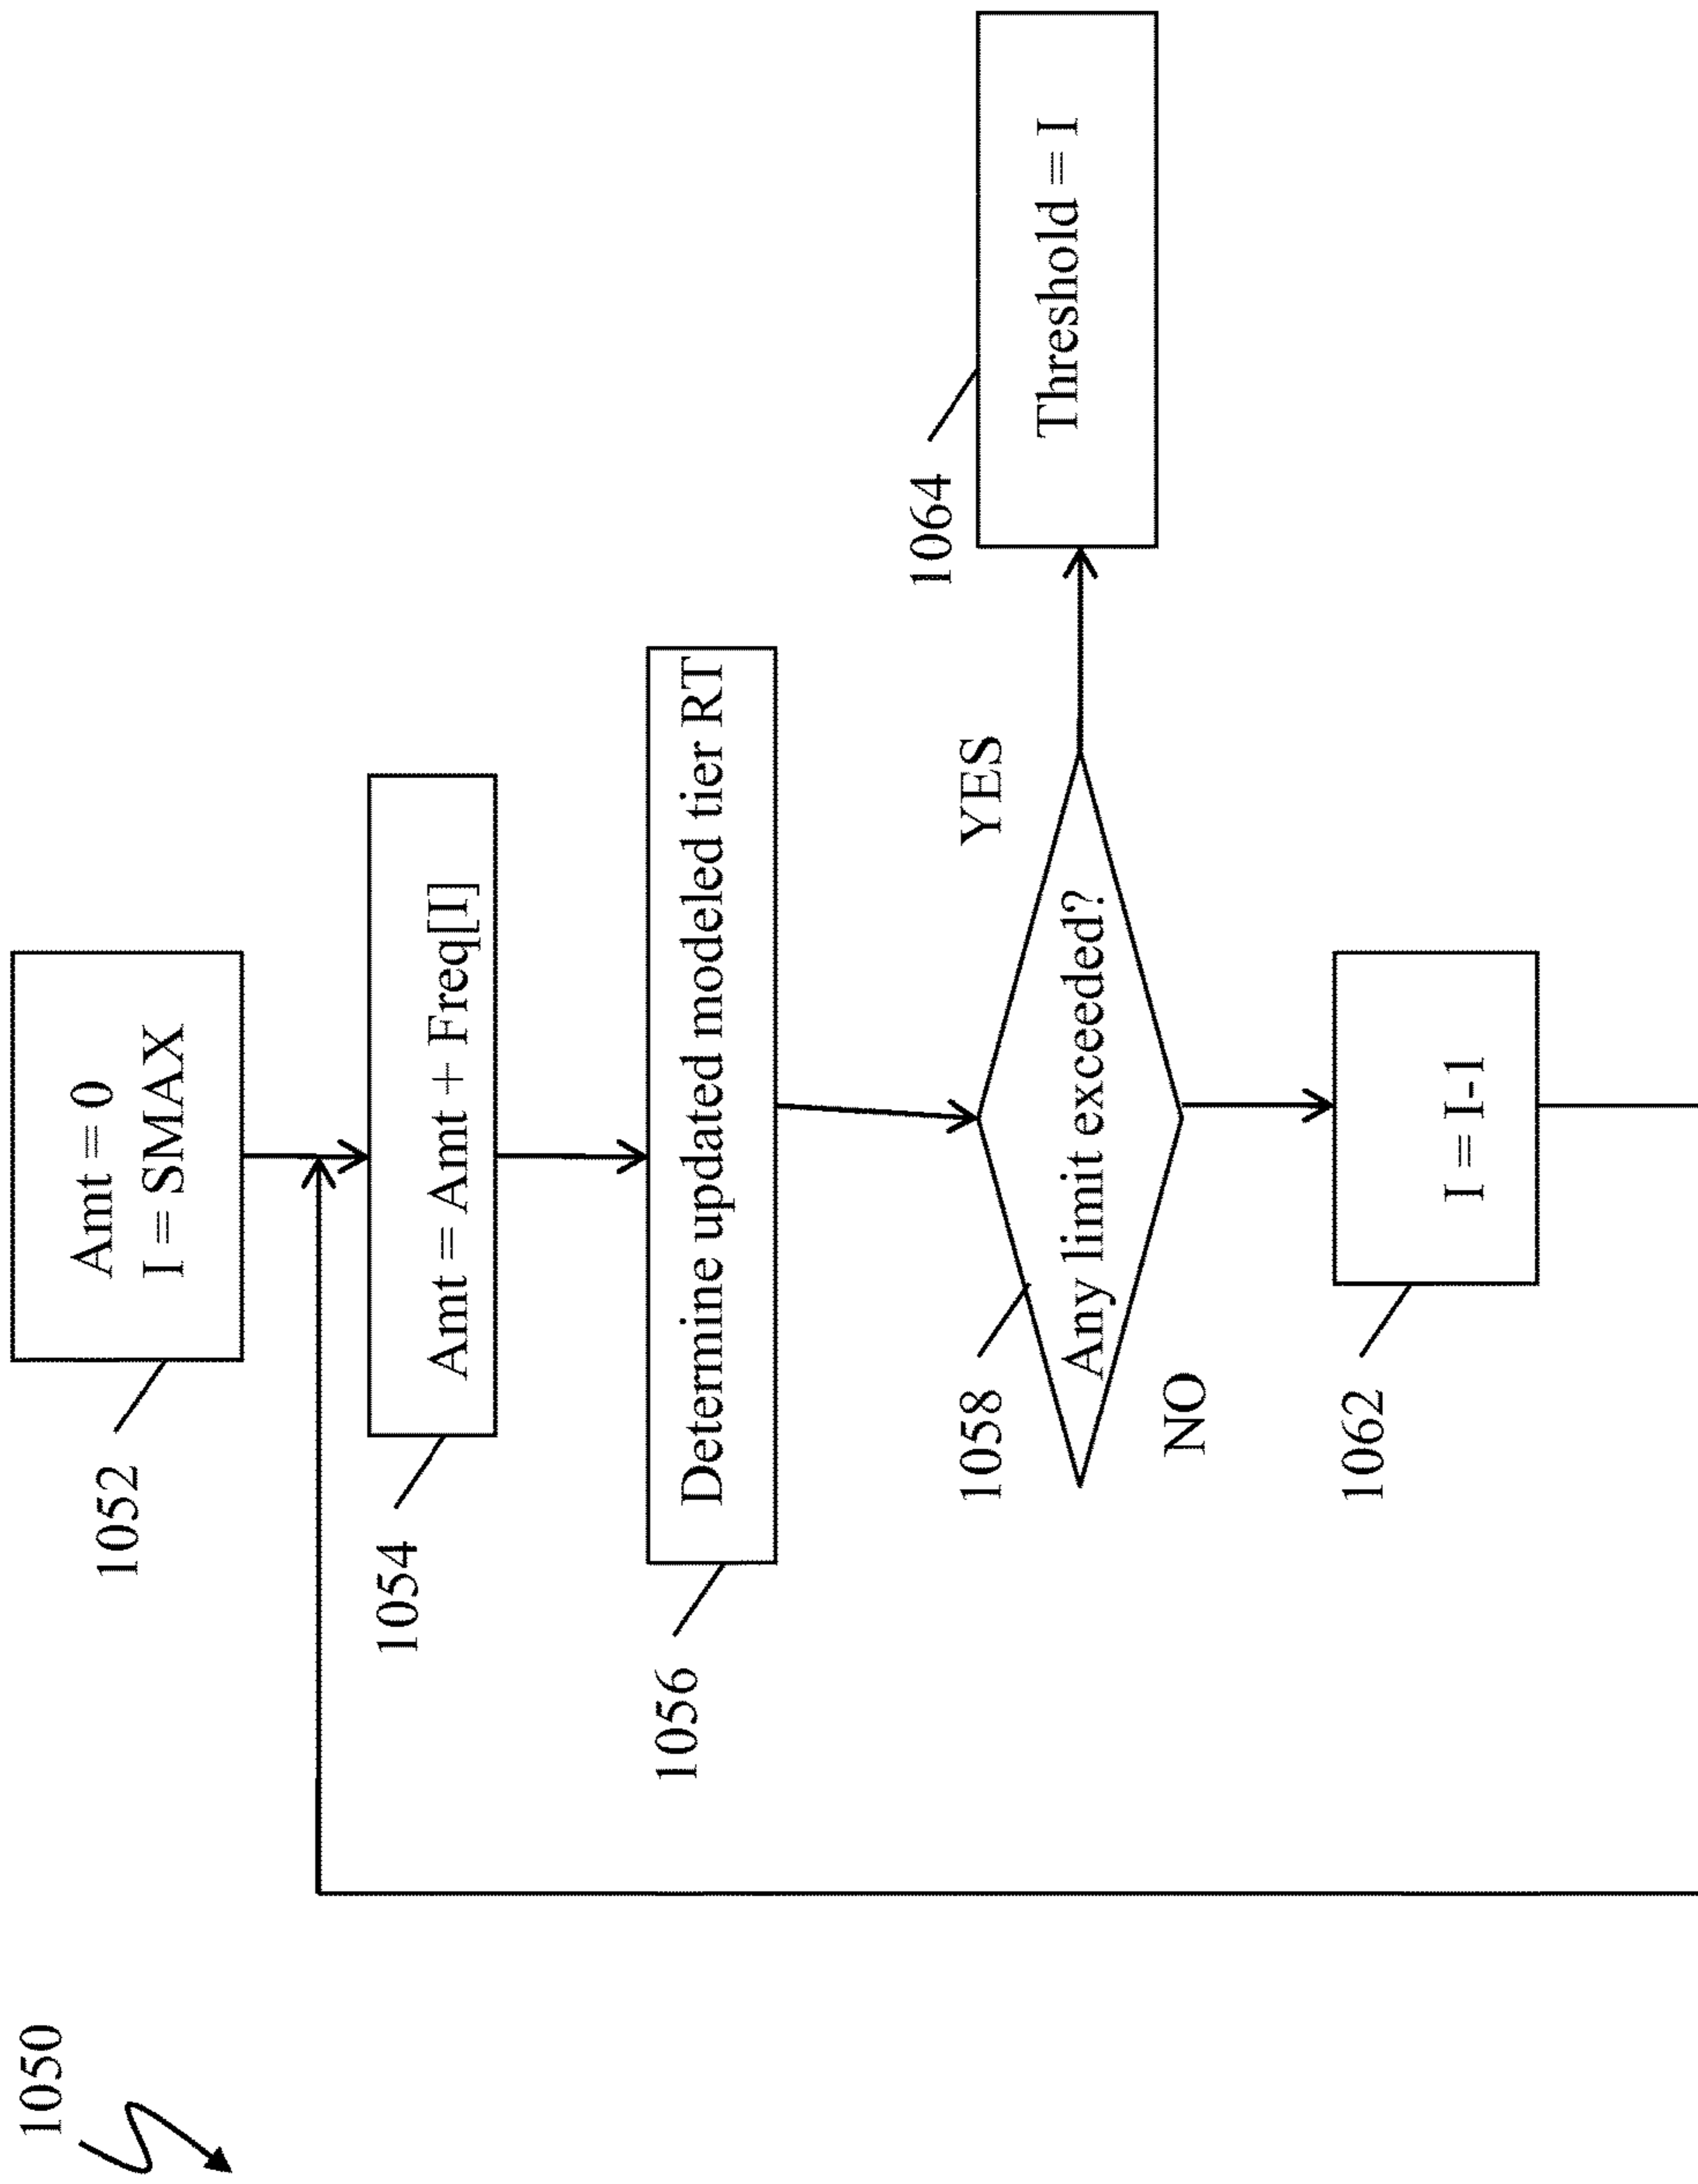 1050
1052
Amt = 0
I = SMAX
1054
Amt = Amt + Freq[I]
1056
Determine updated modeled tier RT
1058
Any limit exceeded?
YES
1064
Threshold = I
NO
1062
I = I-1